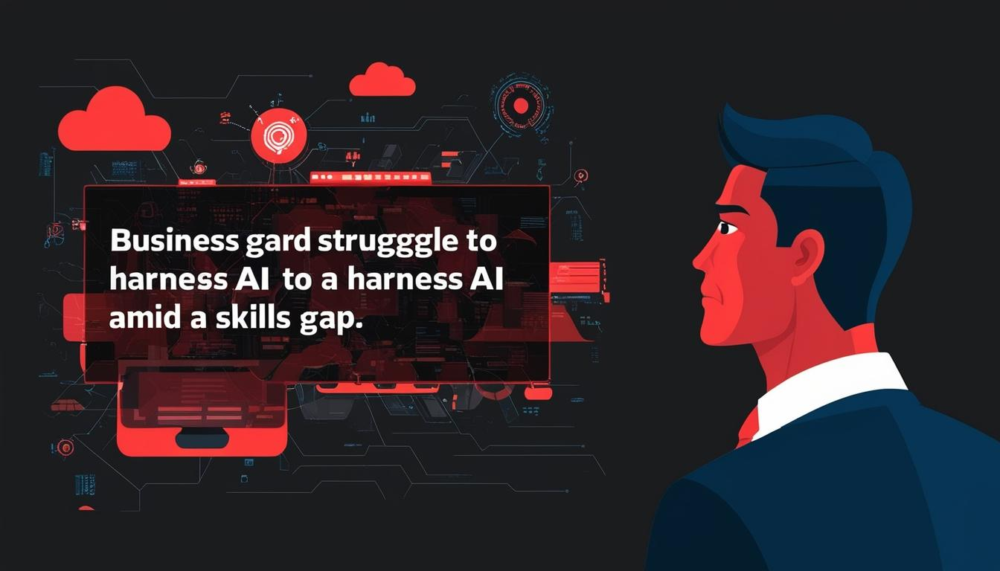 Business gard strugggle to
harness AI to a harness AI
amid a skills gap.